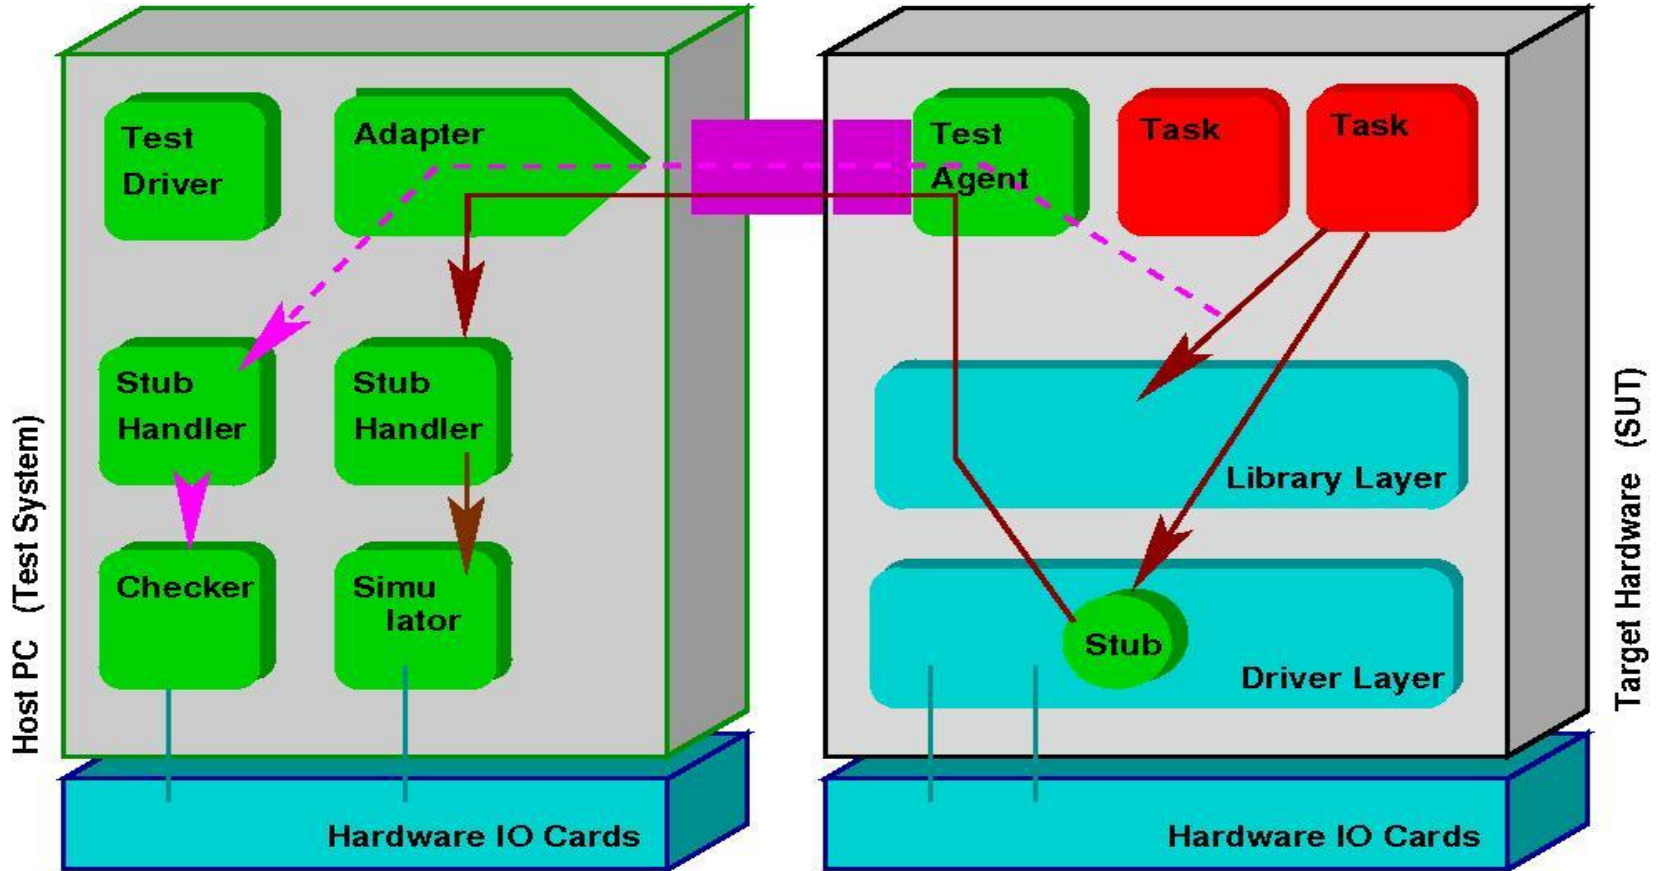 Host PC (Test System)
Test
Driver
Adapter
Stub
Handler
Stub
Handler
Checker
Simu
lator
Hardware IO Cards
Test
Agent
Task
Task
Library Layer
Stub
Driver Layer
Hardware IO Cards
Target Hardware (SUT)